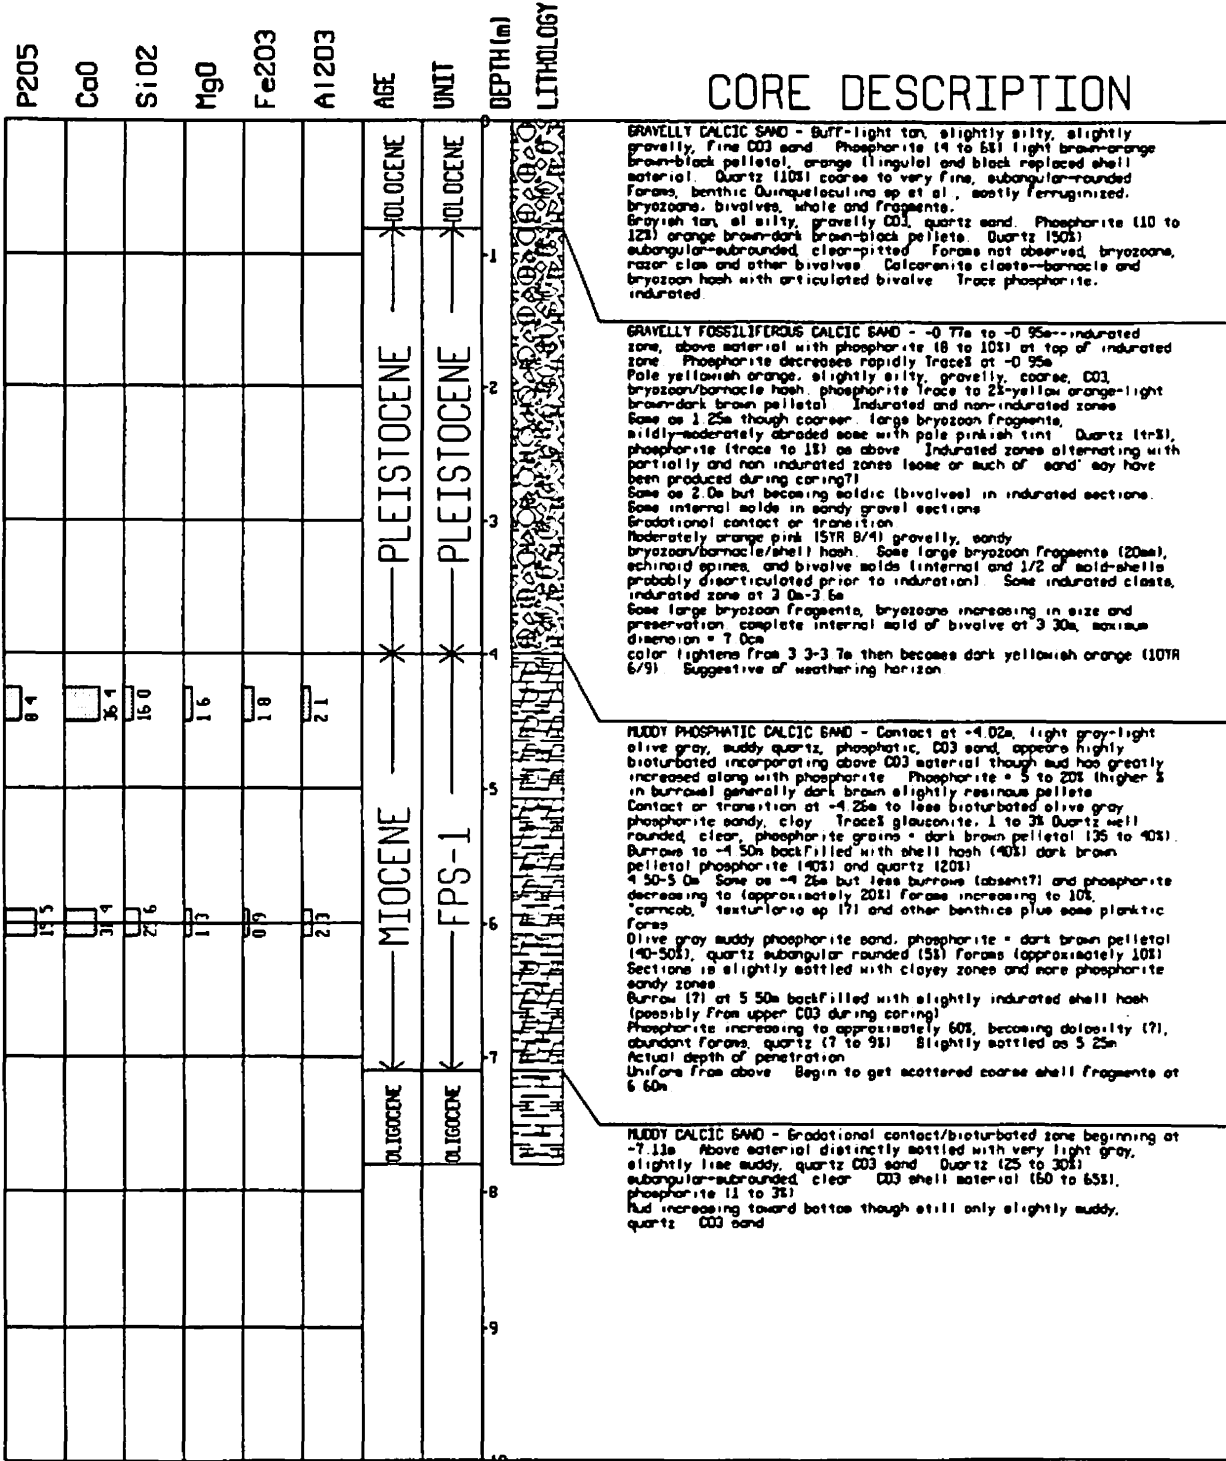 P2O5
CaO
SiO2
MgO
Fe2O3
Al2O3
AGE
UNIT
DEPTH(m)
LITHOLOGY
CORE DESCRIPTION
HOLOCENE
HOLOCENE
PLEISTOCENE
PLEISTOCENE
MIOCENE
FPS-1
OLIGOCENE
OLIGOCENE
0
1
2
3
4
5
6
7
8
9
10
8 4
36 4
16 0
1 6
1 8
2 1
19 5
1 3
0 9
2 3
GRAVELLY CALCIC SAND - Buff-light tan, slightly silty, slightly
gravelly, fine CO3 sand Phosphorite (4 to 6%) light brown-orange
brown-black pelletal, orange (lingula) and black replaced shell
material. Quartz (10%) coarse to very fine, subangular-rounded
Forams, benthic Quinqueloculina sp et al , mostly ferruginized.
bryozoans, bivalves, whole and fragments.
Grayish tan, sl silty, gravelly CO3, quartz sand. Phosphorite (10 to
12%) orange brown-dark brown-black pellets. Quartz (50%)
subangular-subrounded, clear-pitted Forams not observed, bryozoans,
razor clam and other bivalves Calcarenite clasts--barnacle and
bryozoan hash with articulated bivalve Trace phosphorite.
indurated
GRAVELLY FOSSILIFEROUS CALCIC SAND - -0 77m to -0 95m--indurated
zone, above material with phosphorite (8 to 10%) at top of indurated
zone Phosphorite decreases rapidly Trace% at -0 95m
Pale yellowish orange, slightly silty, gravelly, coarse, CO3,
bryozoan/barnacle hash, phosphorite Trace to 2%-yellow orange-light
brown-dark brown pelletal Indurated and non-indurated zones
Same as 1.25m though coarser, large bryozoan fragments,
mildly-moderately abraded some with pale pinkish tint Quartz (tr%),
phosphorite (trace to 1%) as above Indurated zones alternating with
partially and non indurated zones (some or much of 'sand' may have
been produced during coring?)
Same as 2.0m but becoming moldic (bivalves) in indurated sections.
Some internal molds in sandy gravel sections
Gradational contact or transition
Moderately orange pink (5YR 8/4) gravelly, sandy
bryozoan/barnacle/shell hash. Some large bryozoan fragments (20mm),
echinoid spines, and bivalve molds (internal and 1/2 of mold-shells
probably disarticulated prior to induration) Some indurated clasts,
indurated zone at 3 0m-3.6m
Some large bryozoan fragments, bryozoans increasing in size and
preservation complete internal mold of bivalve at 3 30m, maximum
dimension = 7 0cm
color lightens from 3 3-3 7m then becomes dark yellowish orange (10YR
6/9) Suggestive of weathering horizon
MUDDY PHOSPHATIC CALCIC SAND - Contact at -4.02m, light gray-light
olive gray, muddy quartz, phosphatic, CO3 sand, appears highly
bioturbated incorporating above CO3 material though mud has greatly
increased along with phosphorite Phosphorite = 5 to 20% (higher %
in burrows) generally dark brown slightly resinous pellets
Contact or transition at -4.26m to less bioturbated olive gray
phosphorite sandy, clay Trace% glauconite, 1 to 3% Quartz well
rounded, clear, phosphorite grains = dark brown pelletal (35 to 40%).
Burrows to -4 50m backfilled with shell hash (40%) dark brown
pelletal phosphorite (40%) and quartz (20%)
4 50-5 0m Same as -4 26m but less burrows (absent?) and phosphorite
decreasing to (approximately 20%) Forams increasing to 10%,
"corncob," texturlaria sp (?) and other benthics plus some planktic
forms
Olive gray muddy phosphorite sand, phosphorite = dark brown pelletal
(40-50%), quartz subangular rounded (5%) Forams (approximately 10%)
Sections is slightly mottled with clayey zones and more phosphorite
sandy zones
Burrow (?) at 5 50m backfilled with slightly indurated shell hash
(possibly from upper CO3 during coring)
Phosphorite increasing to approximately 60%, becoming dolosilty (?),
abundant forams, quartz (7 to 9%) Slightly mottled as 5 25m
Actual depth of penetration
Uniform from above Begin to get scattered coarse shell fragments at
6 60m
MUDDY CALCIC SAND - Gradational contact/bioturbated zone beginning at
-7.11m Above material distinctly mottled with very light gray,
slightly lime muddy, quartz CO3 sand Quartz (25 to 30%)
subangular-subrounded, clear CO3 shell material (60 to 65%),
phosphorite (1 to 3%)
Mud increasing toward bottom though still only slightly muddy,
quartz CO3 sand